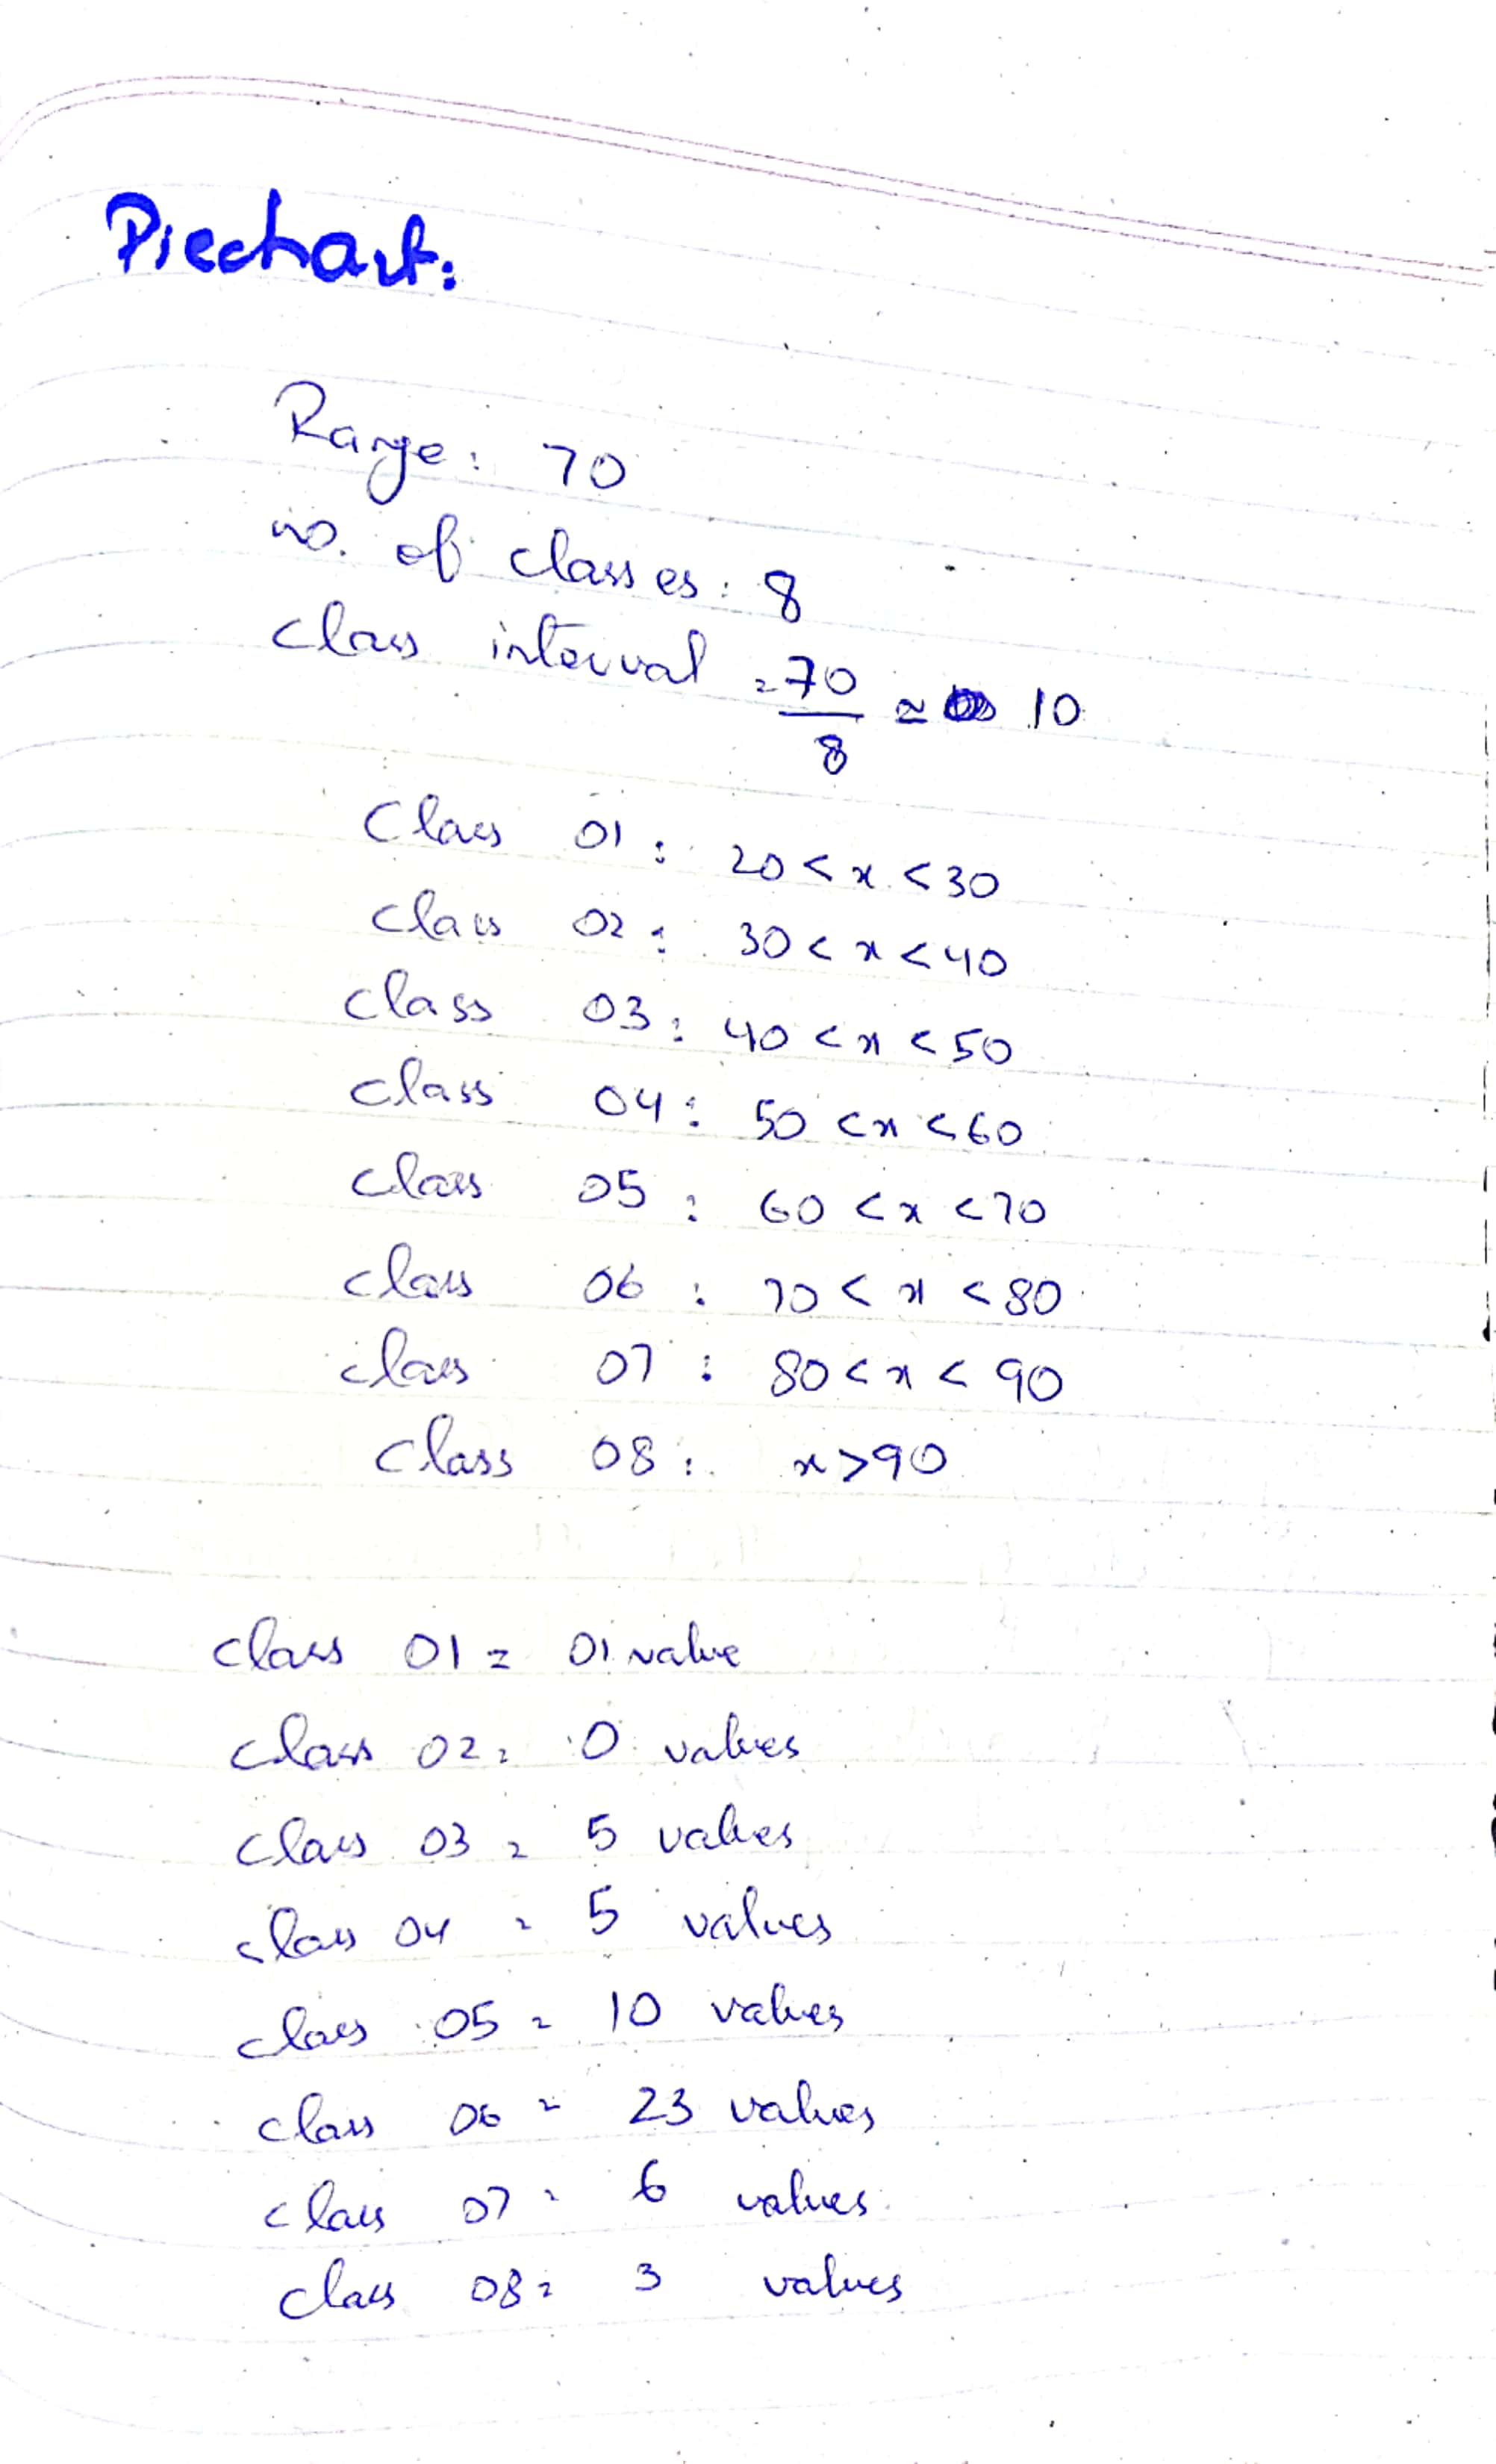 Piechart:
Range: 70
no. of classes: 8
class interval = 70/8 ≈ 10
Class 01: 20 < x < 30
Class 02: 30 < x < 40
class 03: 40 < x < 50
class 04: 50 < x < 60
class 05: 60 < x < 70
class 06: 70 < x < 80
class 07: 80 < x < 90
class 08: x > 90
class 01 = 01 value
class 02 = 0 values
class 03 = 5 values
class 04 = 5 values
class 05 = 10 values
class 06 = 23 values
class 07 = 6 values
class 08 = 3 values